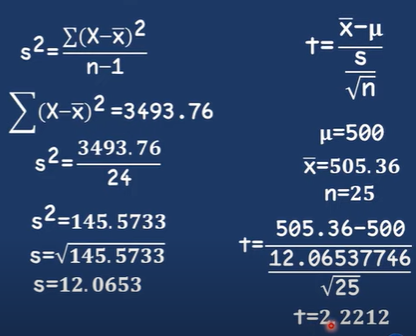 s²=∑(X-x̄)²/n-1
∑(X-x̄)²=3493.76
s²=3493.76/24
s²=145.5733
s=√145.5733
s=12.0653
t=x̄-μ/s/√n
μ=500
x̄=505.36
n=25
t=505.36-500/12.06537746/√25
t=2.2212